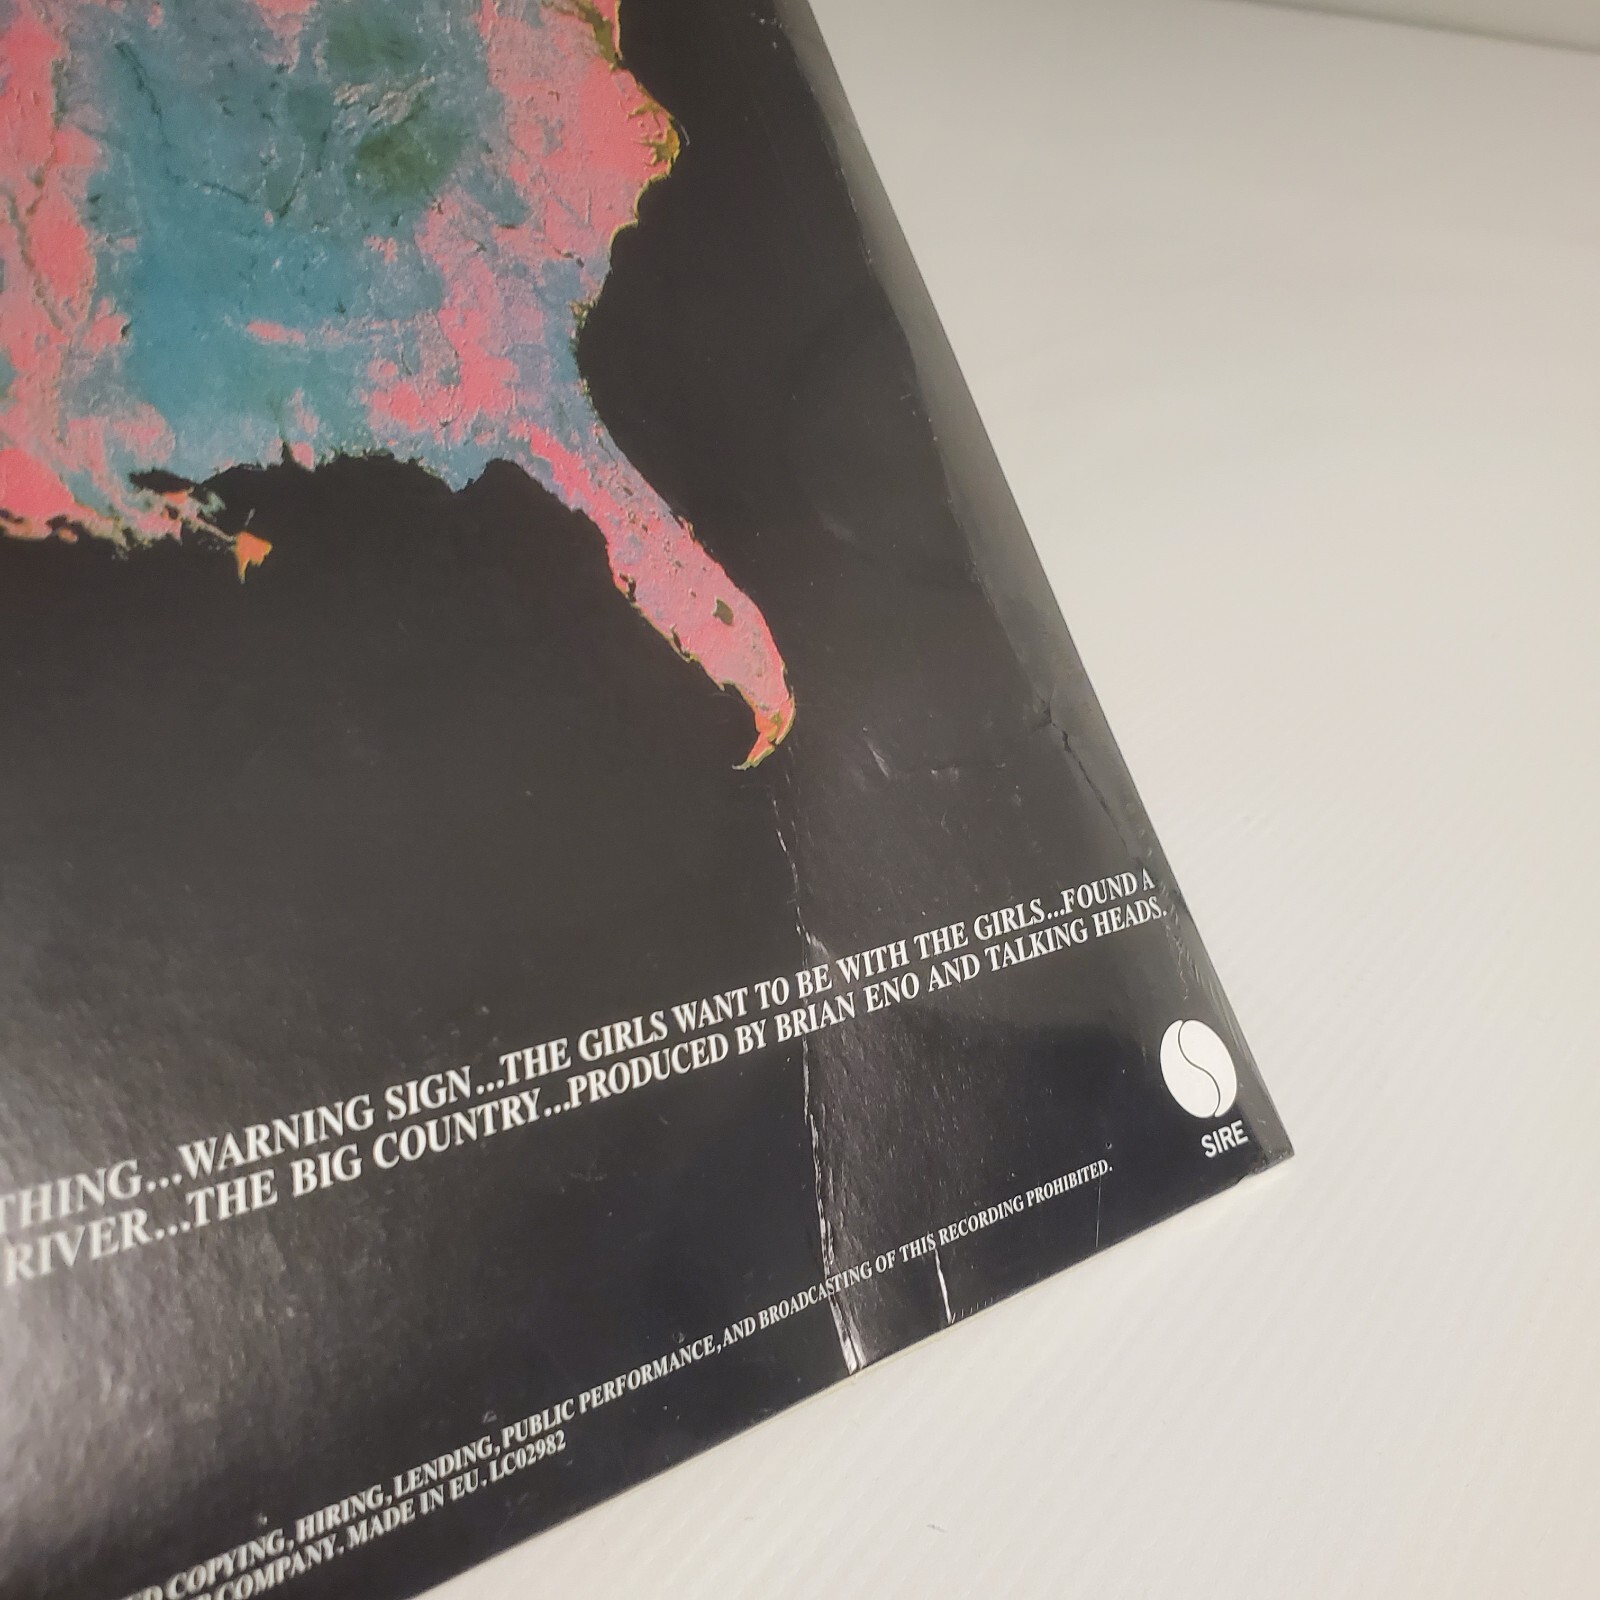 THING...WARNING SIGN...THE GIRLS WANT TO BE WITH THE GIRLS...FOUND A
RIVER...THE BIG COUNTRY...PRODUCED BY BRIAN ENO AND TALKING HEADS.
SIRE
COPYING, HIRING, LENDING, PUBLIC PERFORMANCE, AND BROADCASTING OF THIS RECORDING PROHIBITED.
COMPANY. MADE IN EU. LC02982